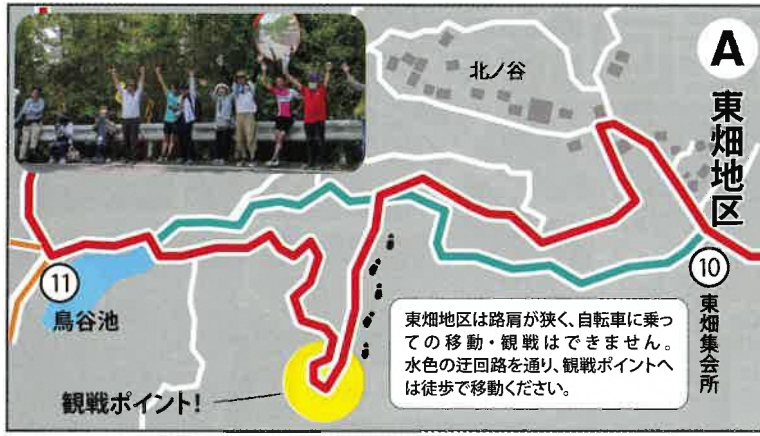 A
東畑地区
北ノ谷
⑩
東畑集会所
⑪
鳥谷池
東畑地区は路肩が狭く、自転車に乗っ
ての移動・観戦はできません。
水色の迂回路を通り、観戦ポイントへ
は徒歩で移動ください。
観戦ポイント!